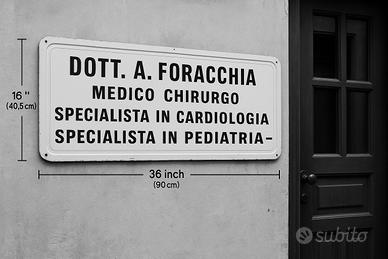 DOTT. A. FORACCHIA
MEDICO CHIRURGO
SPECIALISTA IN CARDIOLOGIA
SPECIALISTA IN PEDIATRIA-
16 "
(40,5 cm)
36 inch
(90 cm)
subito